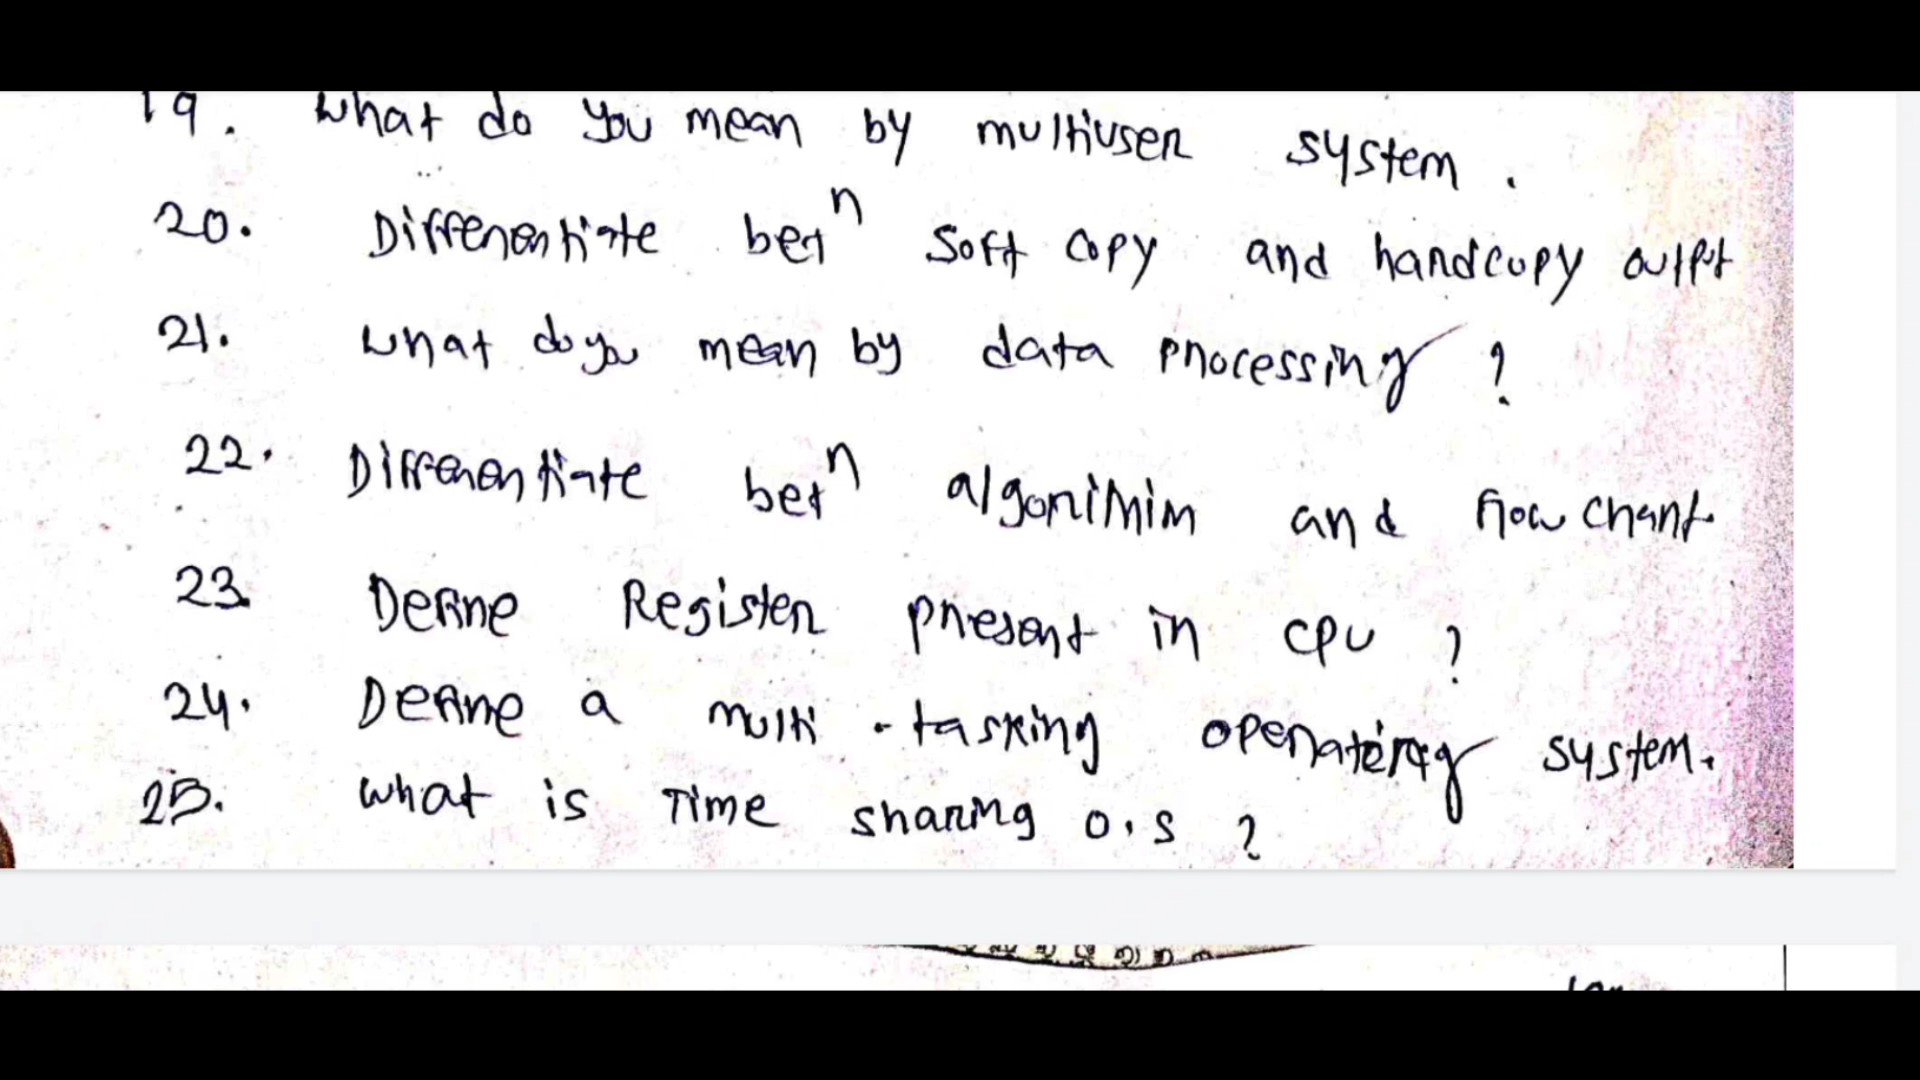 19. What do you mean by multiuser system.
20. Differentiate betn Soft copy and hardcopy output
21. What do you mean by data processing ?
22. Differentiate betn algorithim and flow chart.
23. Define Register present in CPU ?
24. Define a multi-tasking operating system.
25. What is Time sharing O.S ?